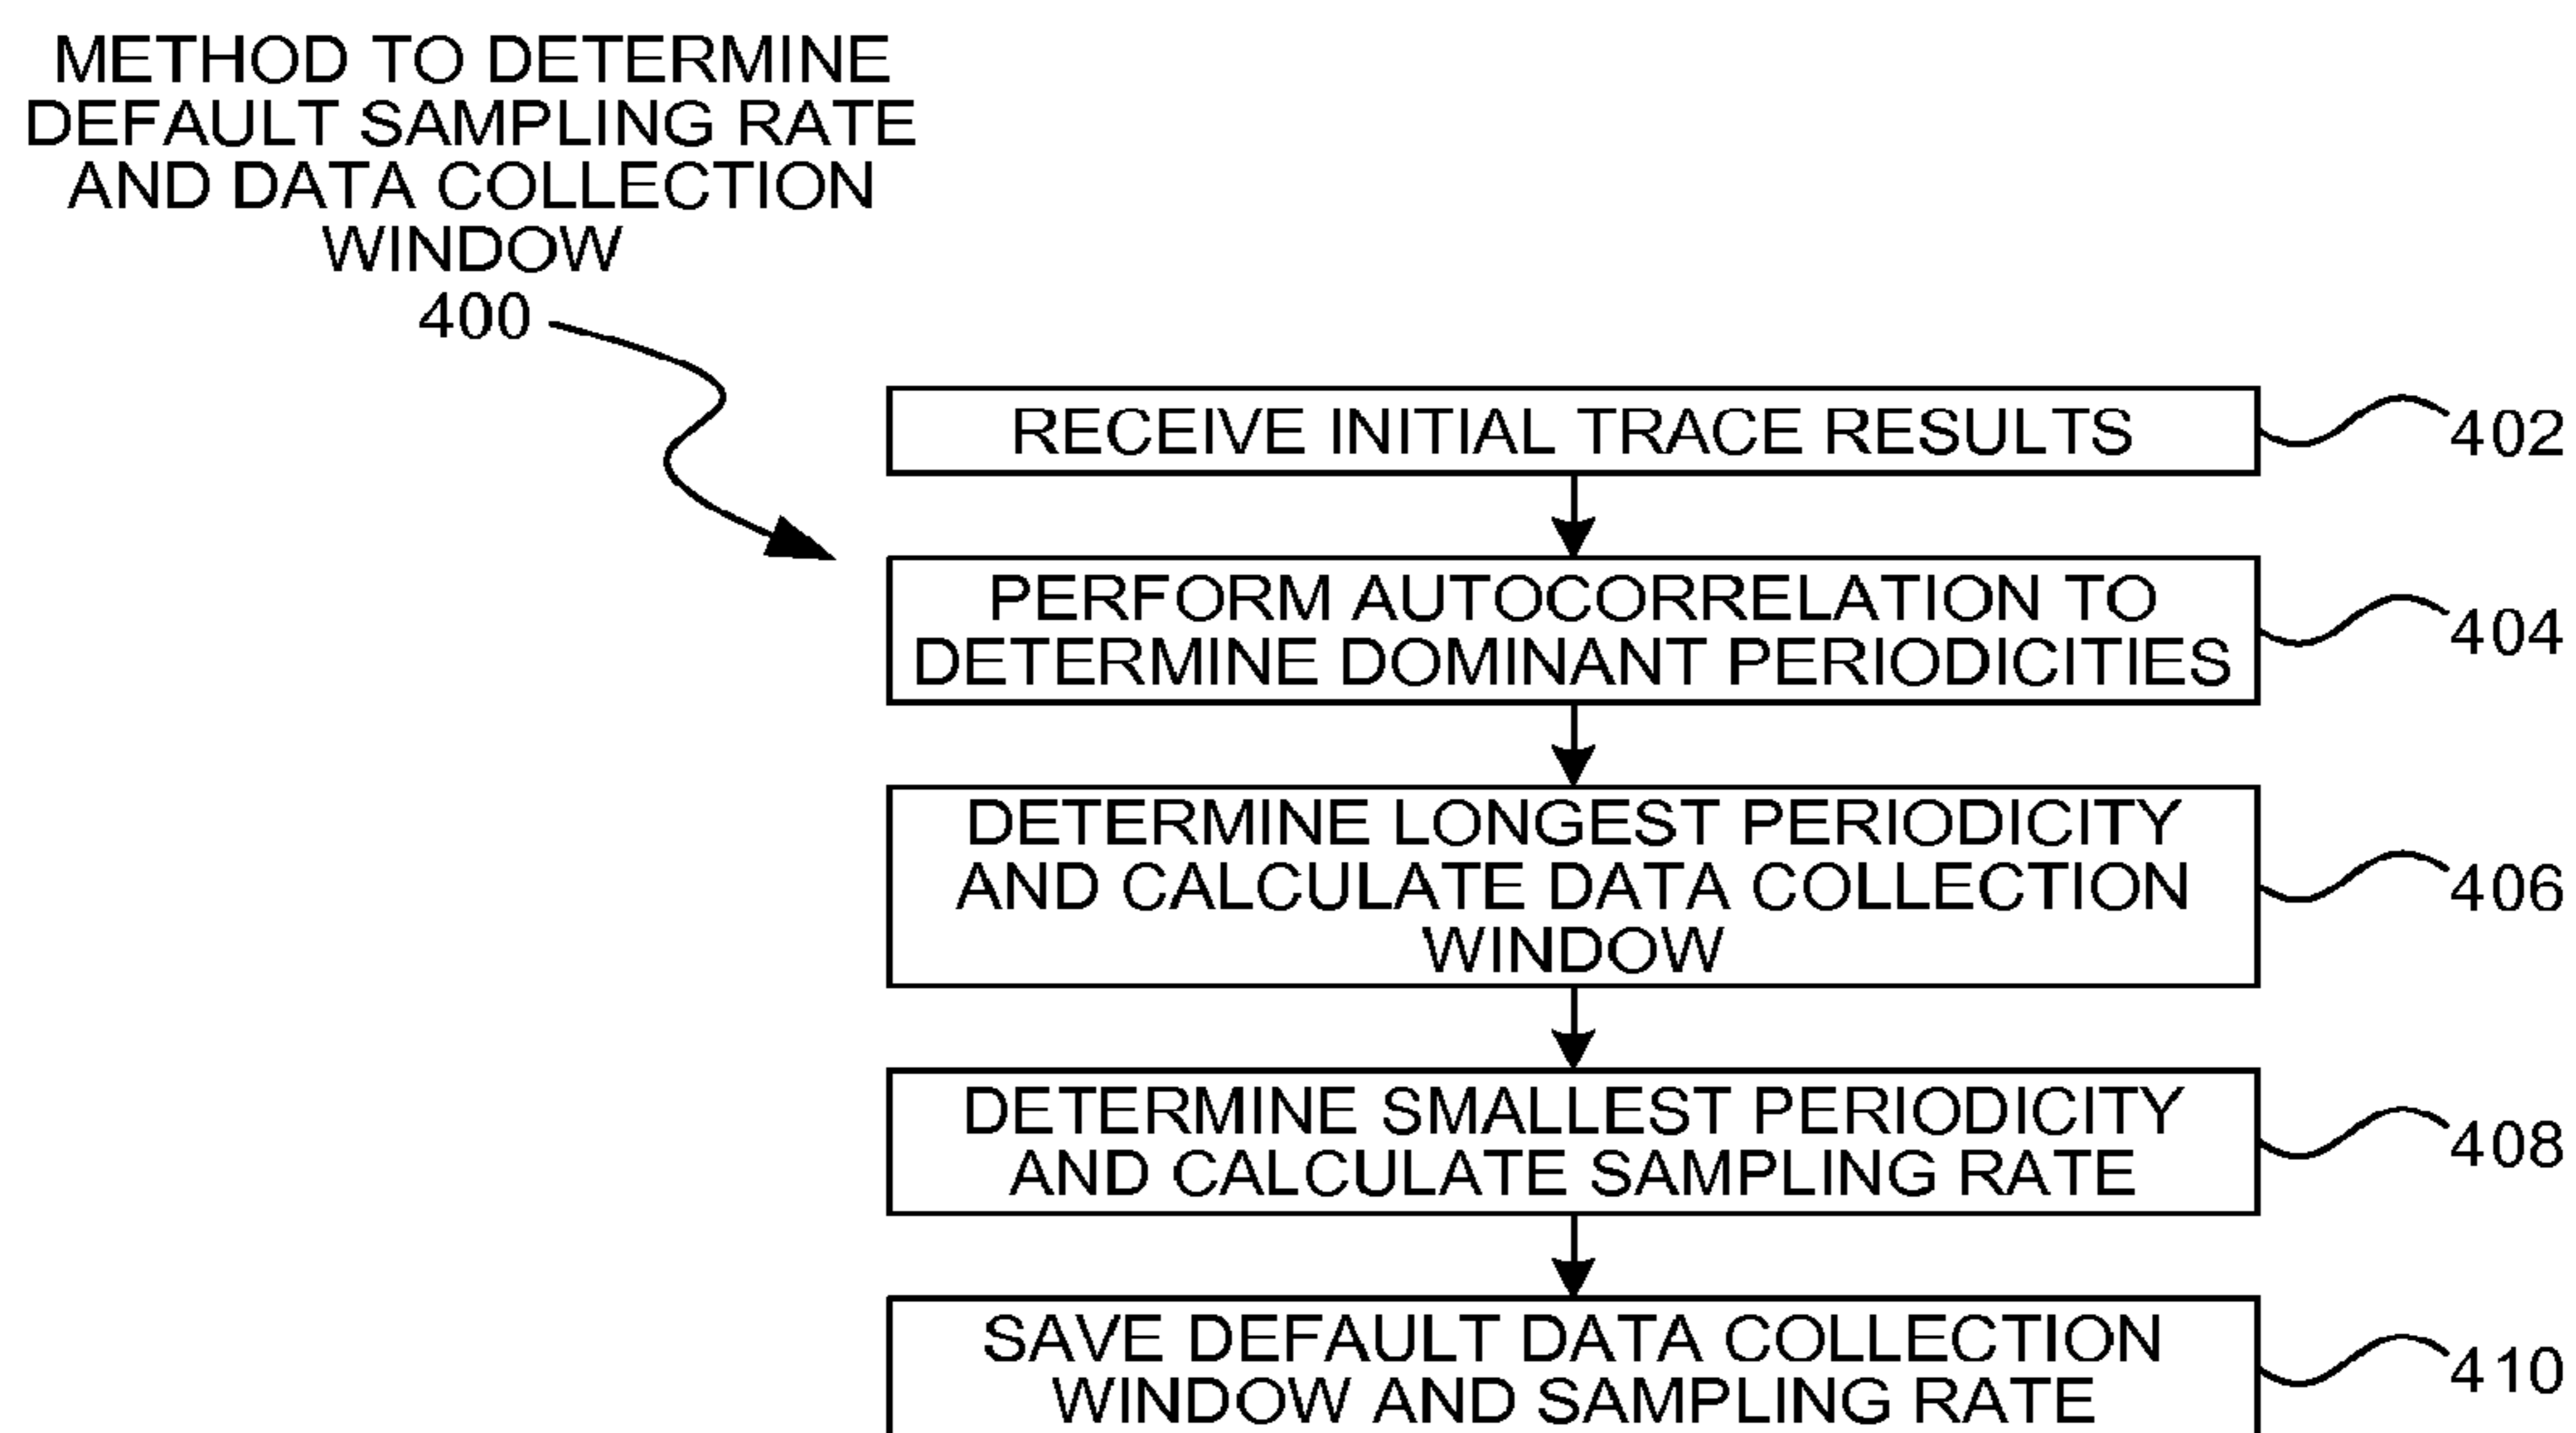 METHOD TO DETERMINE
DEFAULT SAMPLING RATE
AND DATA COLLECTION
WINDOW
400
RECEIVE INITIAL TRACE RESULTS
402
PERFORM AUTOCORRELATION TO
DETERMINE DOMINANT PERIODICITIES
404
DETERMINE LONGEST PERIODICITY
AND CALCULATE DATA COLLECTION
WINDOW
406
DETERMINE SMALLEST PERIODICITY
AND CALCULATE SAMPLING RATE
408
SAVE DEFAULT DATA COLLECTION
WINDOW AND SAMPLING RATE
410